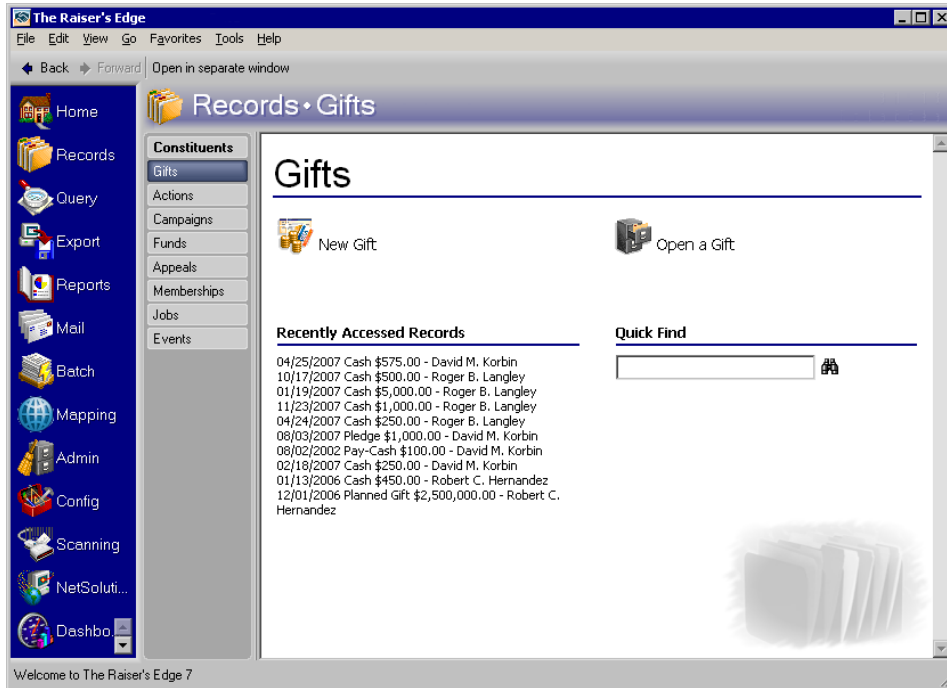 The Raiser's Edge
File Edit View Go Favorites Tools Help
Back Forward Open in separate window
Home
Records
Query
Export
Reports
Mail
Batch
Mapping
Admin
Config
Scanning
NetSoluti...
Dashbo...
Records • Gifts
Constituents
Gifts
Actions
Campaigns
Funds
Appeals
Memberships
Jobs
Events
Gifts
New Gift
Open a Gift
Recently Accessed Records
04/25/2007 Cash $575.00 - David M. Korbin
10/17/2007 Cash $500.00 - Roger B. Langley
01/19/2007 Cash $5,000.00 - Roger B. Langley
11/23/2007 Cash $1,000.00 - Roger B. Langley
04/24/2007 Cash $250.00 - Roger B. Langley
08/03/2007 Pledge $1,000.00 - David M. Korbin
08/02/2002 Pay-Cash $100.00 - David M. Korbin
02/18/2007 Cash $250.00 - David M. Korbin
01/13/2006 Cash $450.00 - Robert C. Hernandez
12/01/2006 Planned Gift $2,500,000.00 - Robert C.
Hernandez
Quick Find
Welcome to The Raiser's Edge 7